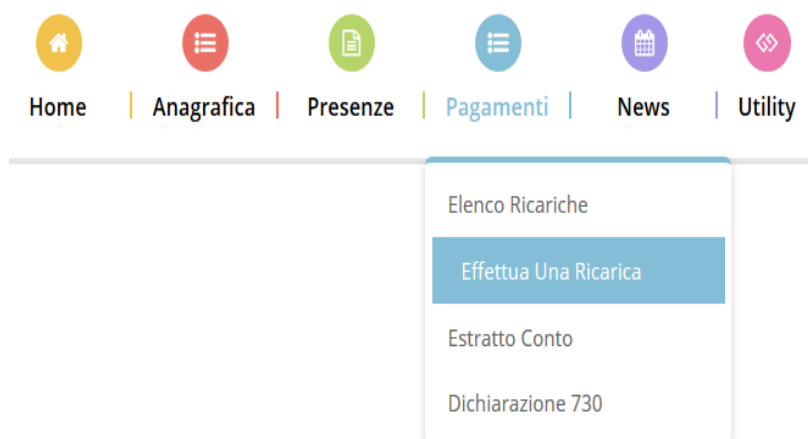 Home Anagrafica Presenze Pagamenti News Utility
Elenco Ricariche
Effettua Una Ricarica
Estratto Conto
Dichiarazione 730